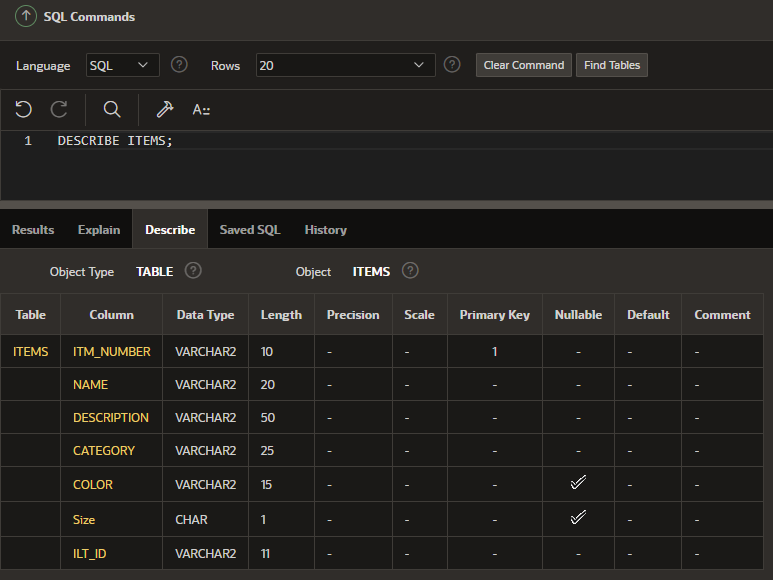 SQL Commands
Language SQL Rows 20 Clear Command Find Tables
A
1 DESCRIBE ITEMS;
Results Explain Describe Saved SQL History
Object Type TABLE ? Object ITEMS ?
Table Column Data Type Length Precision Scale Primary Key Nullable Default Comment
ITEMS ITM_NUMBER VARCHAR2 10 - - 1 - - -
NAME VARCHAR2 20 - - - - - -
DESCRIPTION VARCHAR2 50 - - - - - -
CATEGORY VARCHAR2 25 - - - - - -
COLOR VARCHAR2 15 - - - - -
Size CHAR 1 - - - - -
ILT_ID VARCHAR2 11 - - - - - -